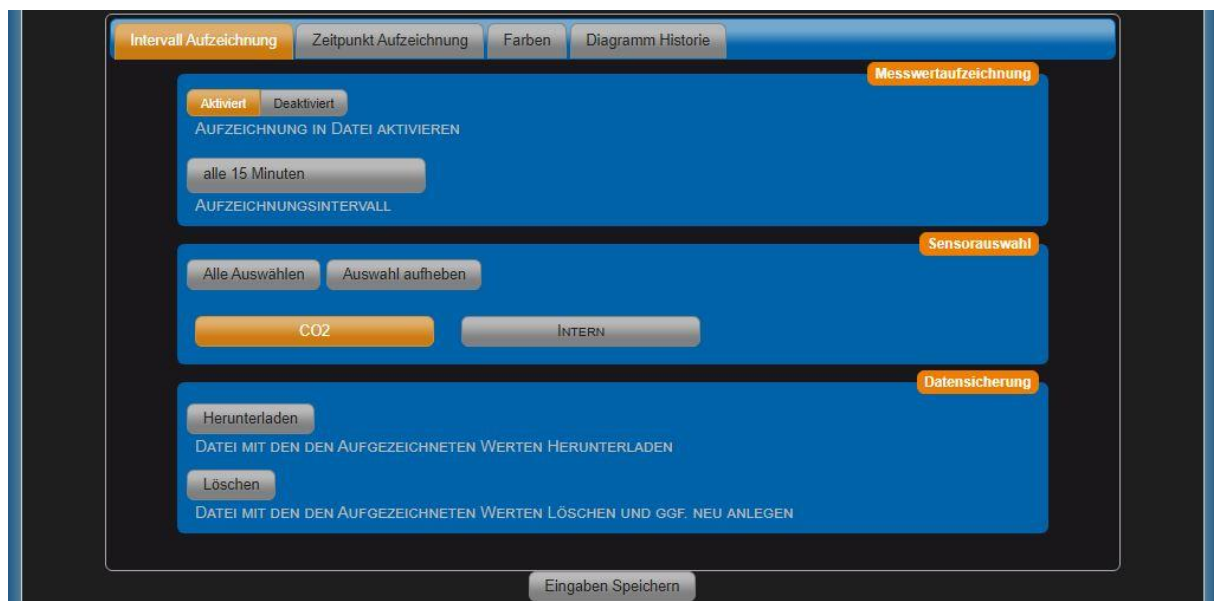 Intervall Aufzeichnung Zeitpunkt Aufzeichnung Farben Diagramm Historie
Messwertaufzeichnung
Aktiviert Deaktiviert
AUFZEICHNUNG IN DATEI AKTIVIEREN
alle 15 Minuten
AUFZEICHNUNGSINTERVALL
Sensorauswahl
Alle Auswählen Auswahl aufheben
CO2 INTERN
Datensicherung
Herunterladen
DATEI MIT DEN DEN AUFGEZEICHNETEN WERTEN HERUNTERLADEN
Löschen
DATEI MIT DEN DEN AUFGEZEICHNETEN WERTEN LÖSCHEN UND GGF. NEU ANLEGEN
Eingaben Speichern